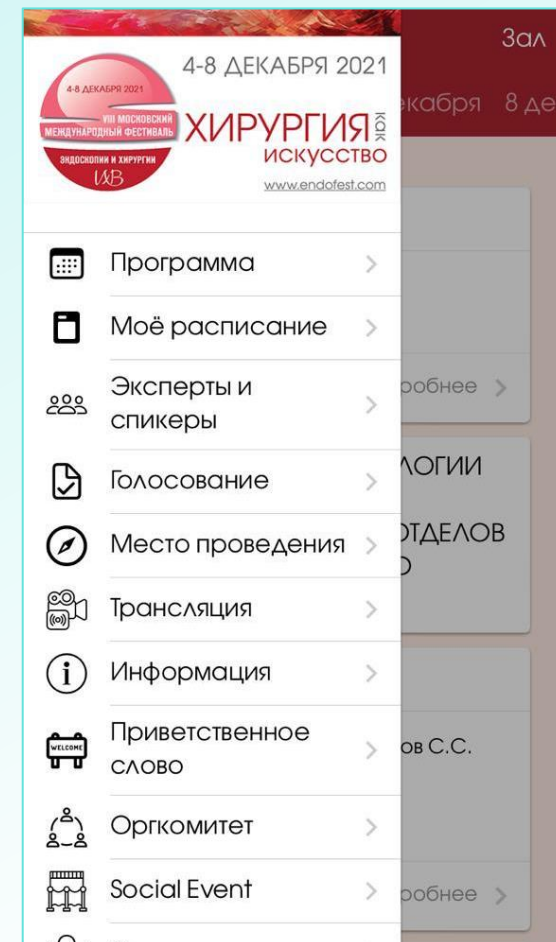 4-8 ДЕКАБРЯ 2021
4-8 ДЕКАБРЯ 2021
VIII МОСКОВСКИЙ
МЕЖДУНАРОДНЫЙ ФЕСТИВАЛЬ
ЭНДОСКОПИИ И ХИРУРГИИ
ХИРУРГИЯ
КАК
ИСКУССТВО
www.endofest.com
Зал
екабря 8 де
Программа
Моё расписание
Эксперты и
спикеры
робнее
Голосование
ЛОГИИ
Место проведения
ОТДЕЛОВ
О
Трансляция
Информация
WELCOME
Приветственное
слово
ов С.С.
Оргкомитет
Social Event
робнее